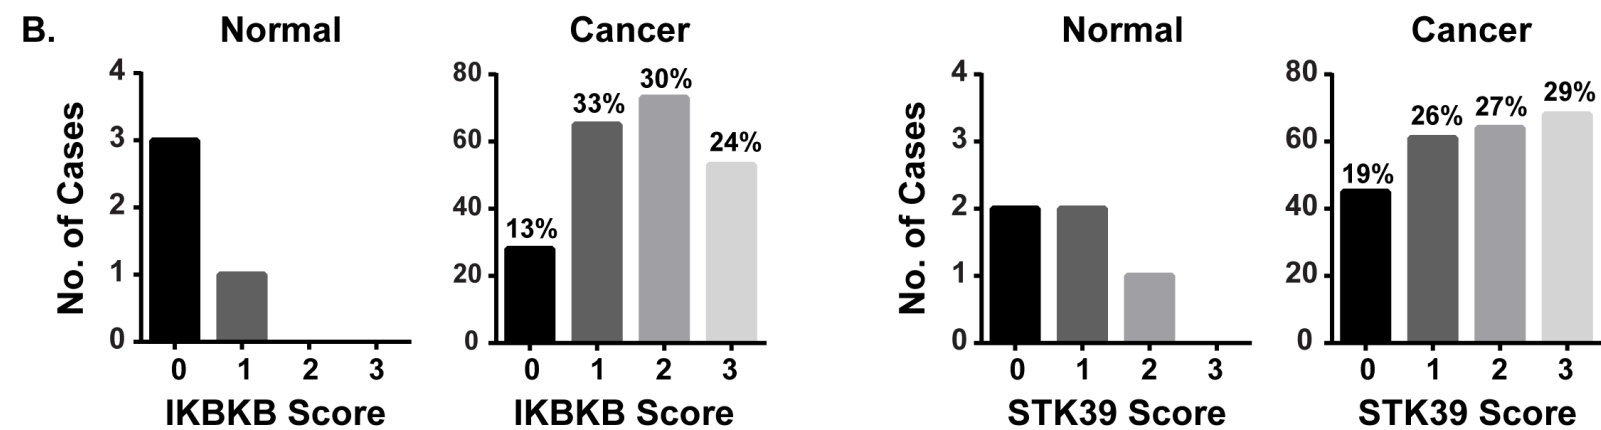 B.
Normal
Cancer
Normal
Cancer
No. of Cases
4
3
2
1
0
0 1 2 3
IKBKB Score
80
60
40
20
0
13%
33%
30%
24%
0 1 2 3
IKBKB Score
No. of Cases
4
3
2
1
0
0 1 2 3
STK39 Score
80
60
40
20
0
19%
26%
27%
29%
0 1 2 3
STK39 Score